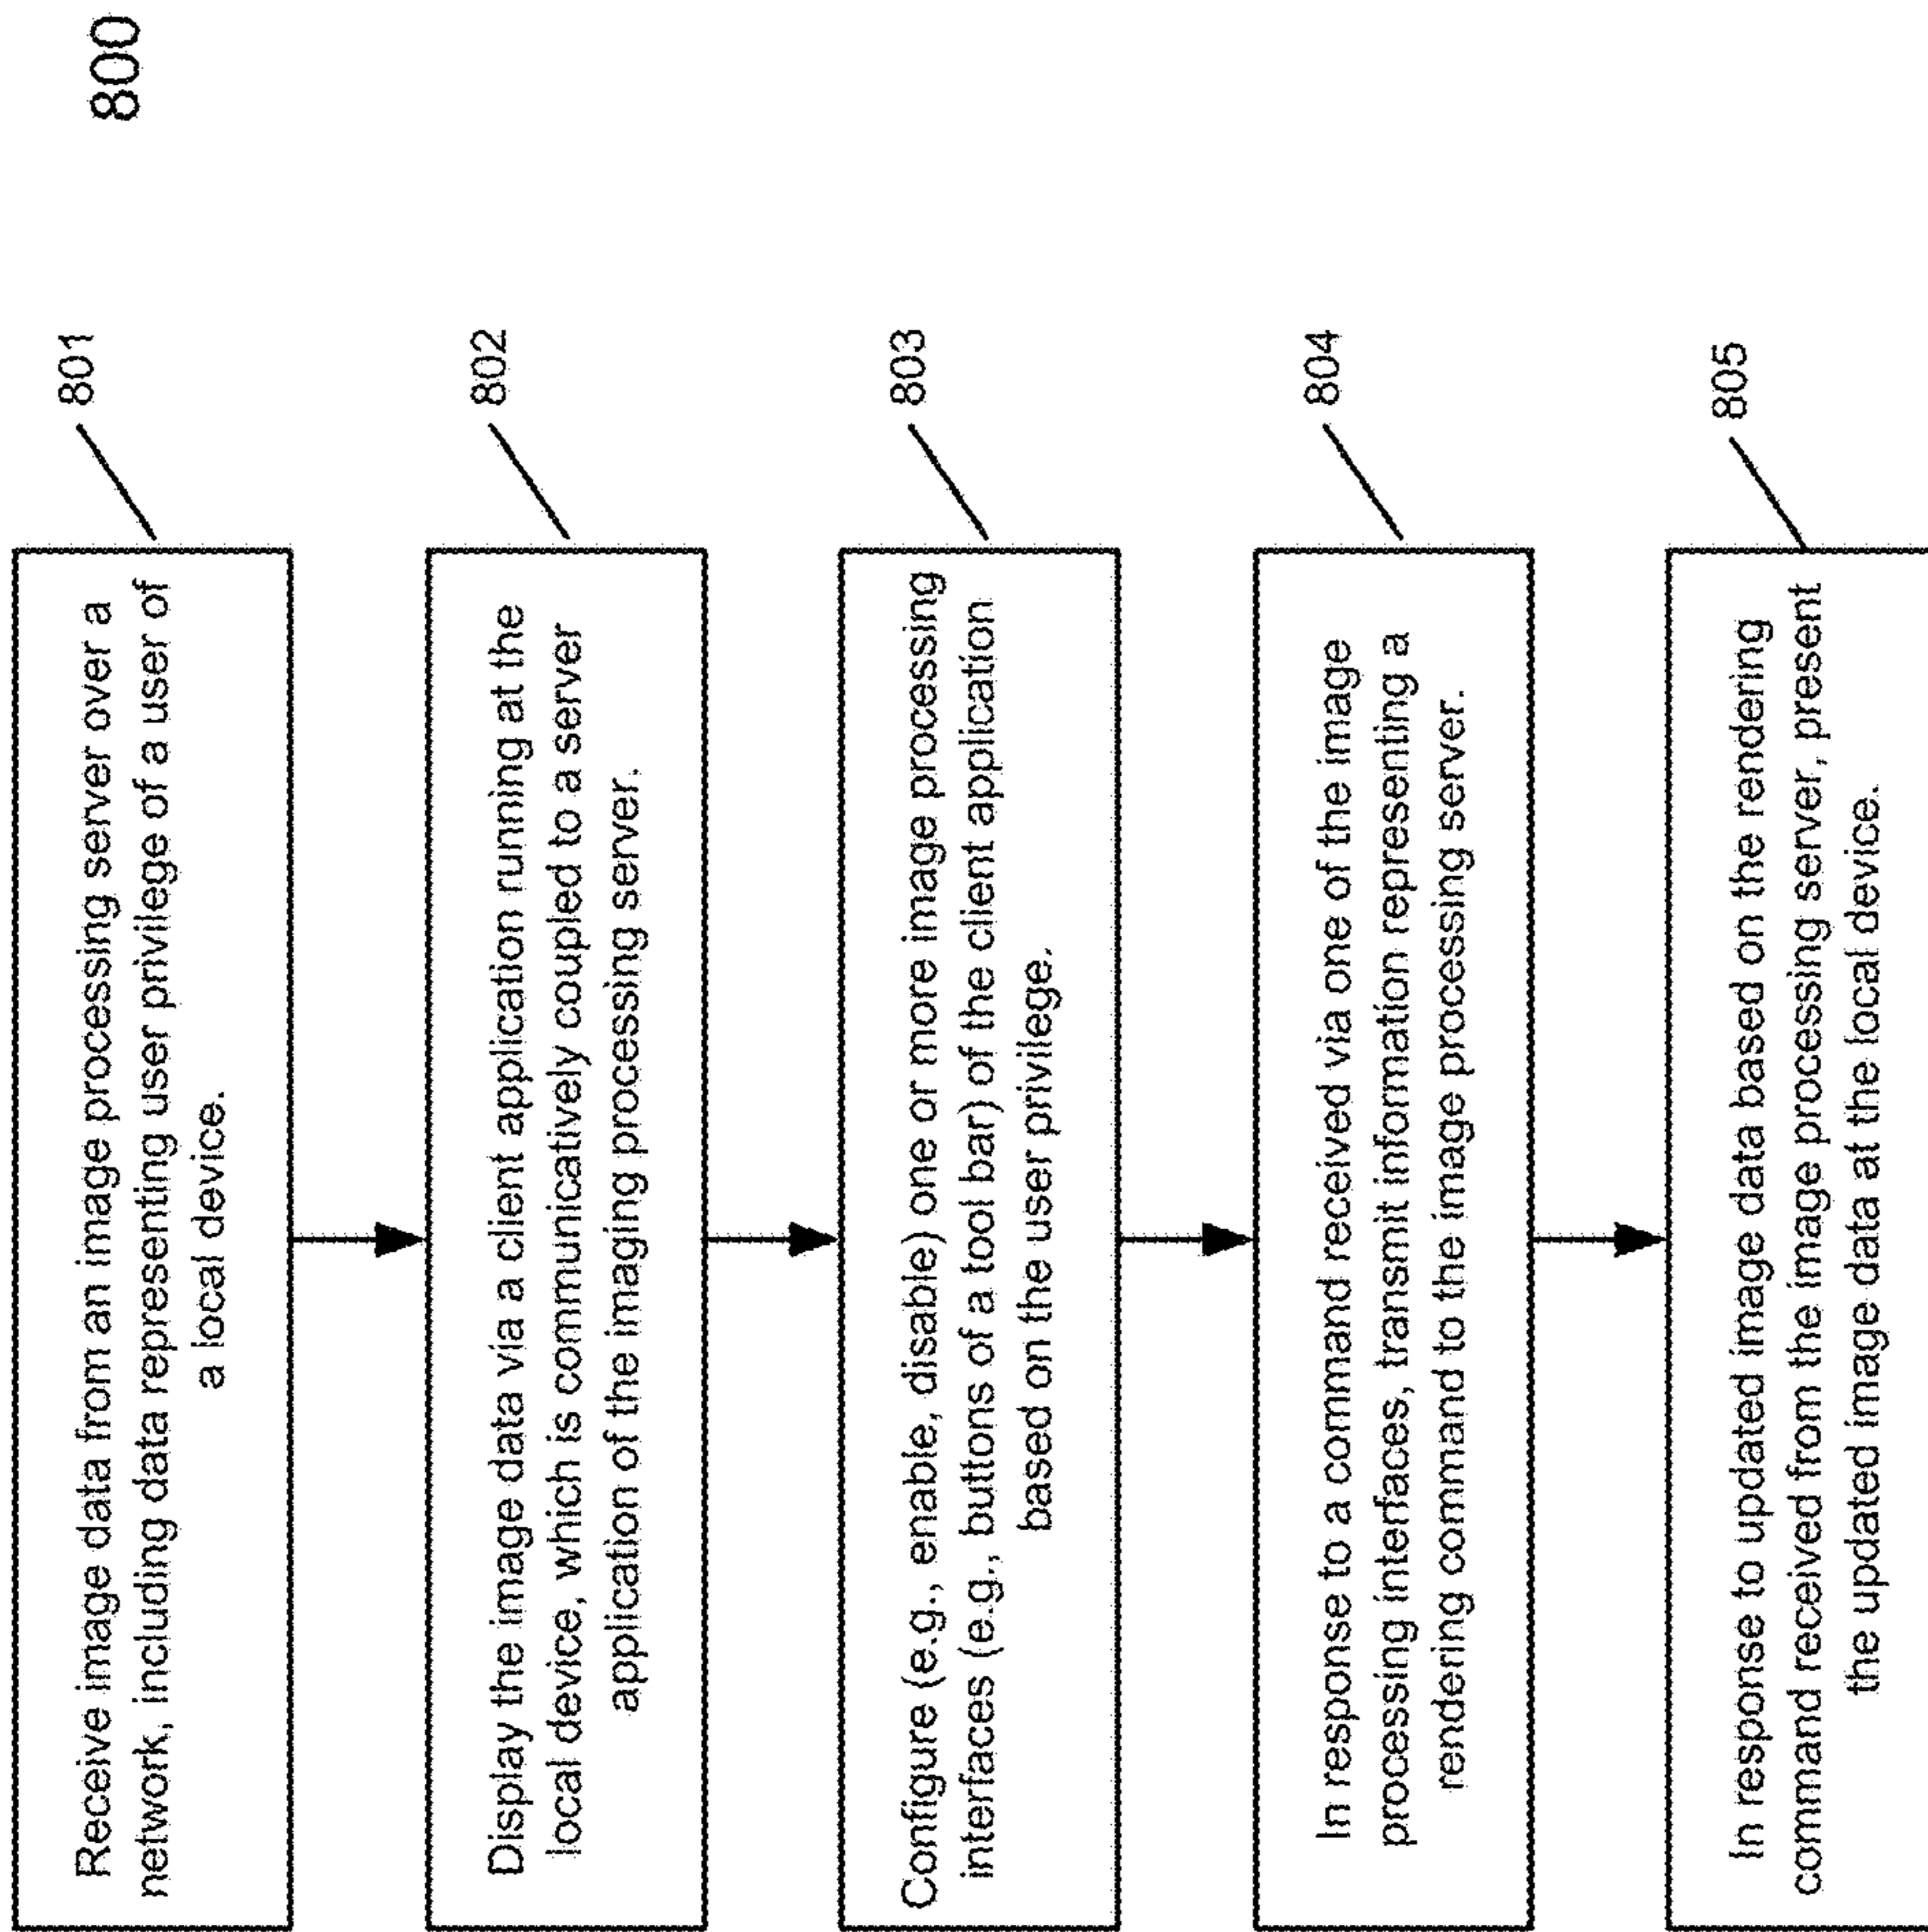 800
Receive image data from an image processing server over a
network, including data representing user privilege of a user of
a local device.
801
Display the image data via a client application running at the
local device, which is communicatively coupled to a server
application of the imaging processing server.
802
Configure (e.g., enable, disable) one or more image processing
interfaces (e.g., buttons of a tool bar) of the client application
based on the user privilege.
803
In response to a command received via one of the image
processing interfaces, transmit information representing a
rendering command to the image processing server.
804
In response to updated image data based on the rendering
command received from the image processing server, present
the updated image data at the local device.
805